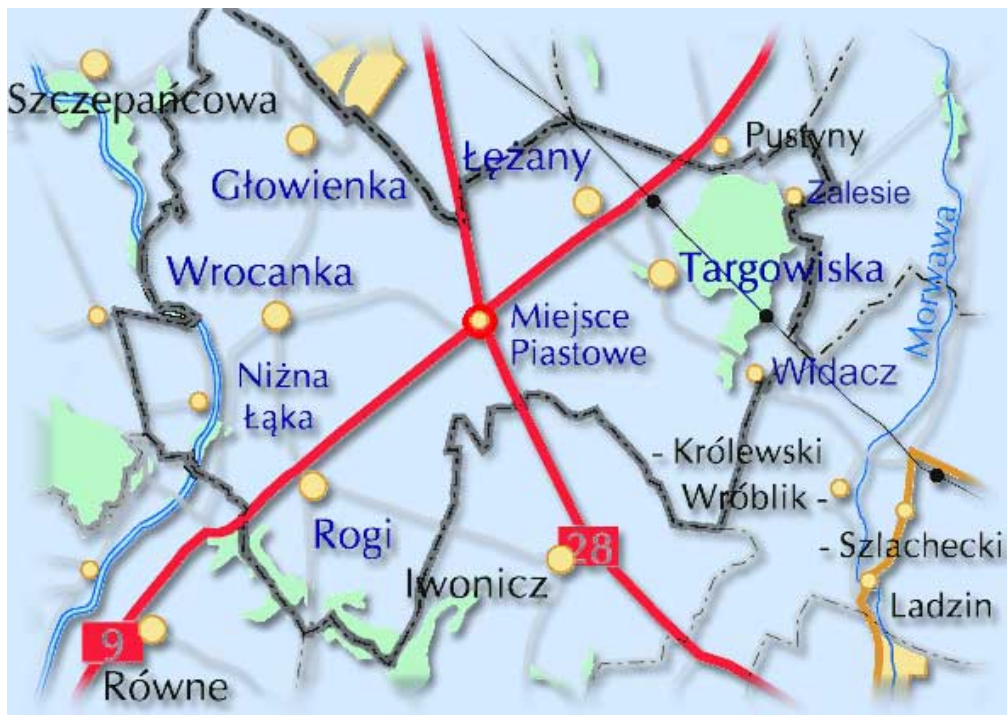 Szczepańcowa
Głowienka
Łężany
Pustyny
Zalesie
Wrocanka
Targowiska
Morwawa
Miejsce
Piastowe
Niżna
Łąka
Widacz
- Królewski
Wróblik -
Rogi
28
- Szlachecki
Iwonicz
Ladzin
9
Równe